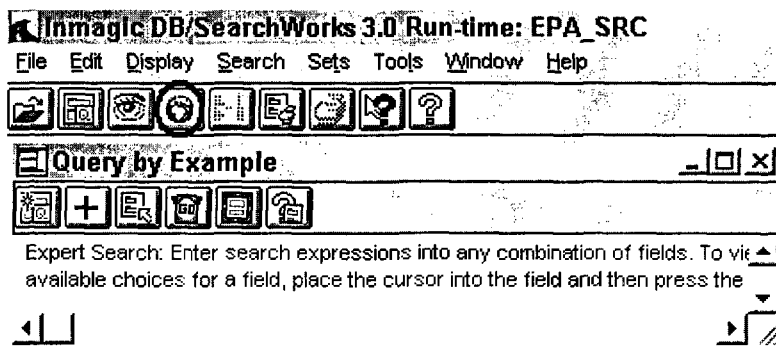 Inmagic DB/SearchWorks 3.0 Run-time: EPA_SRC
File Edit Display Search Sets Tools Window Help
Query by Example
GO
Expert Search: Enter search expressions into any combination of fields. To vie
available choices for a field, place the cursor into the field and then press the